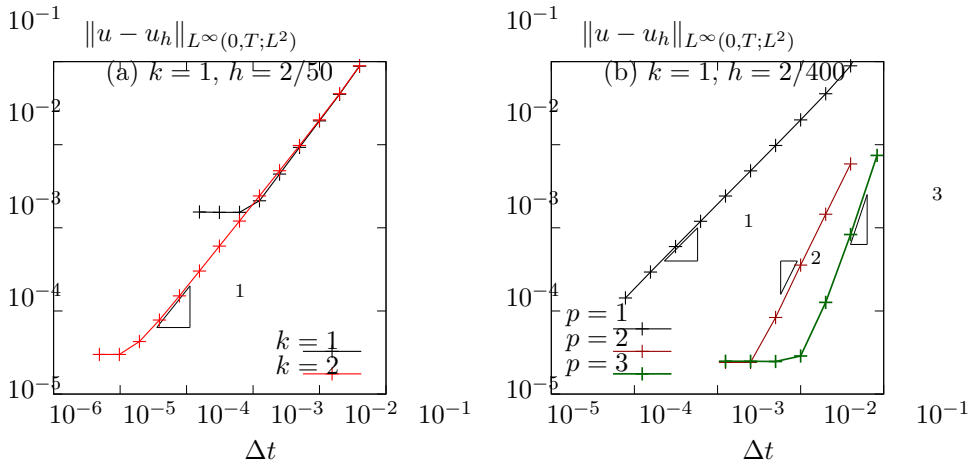 ‖u − u_h‖_{L^∞(0,T;L²)}
(a) k = 1, h = 2/50
10^{-1}
10^{-2}
10^{-3}
10^{-4}
10^{-5}
1
k = 1
k = 2
10^{-6} 10^{-5} 10^{-4} 10^{-3} 10^{-2} 10^{-1}
Δt
‖u − u_h‖_{L^∞(0,T;L²)}
(b) k = 1, h = 2/400
10^{-1}
10^{-2}
10^{-3}
10^{-4}
10^{-5}
1
2
3
p = 1
p = 2
p = 3
10^{-5} 10^{-4} 10^{-3} 10^{-2} 10^{-1}
Δt